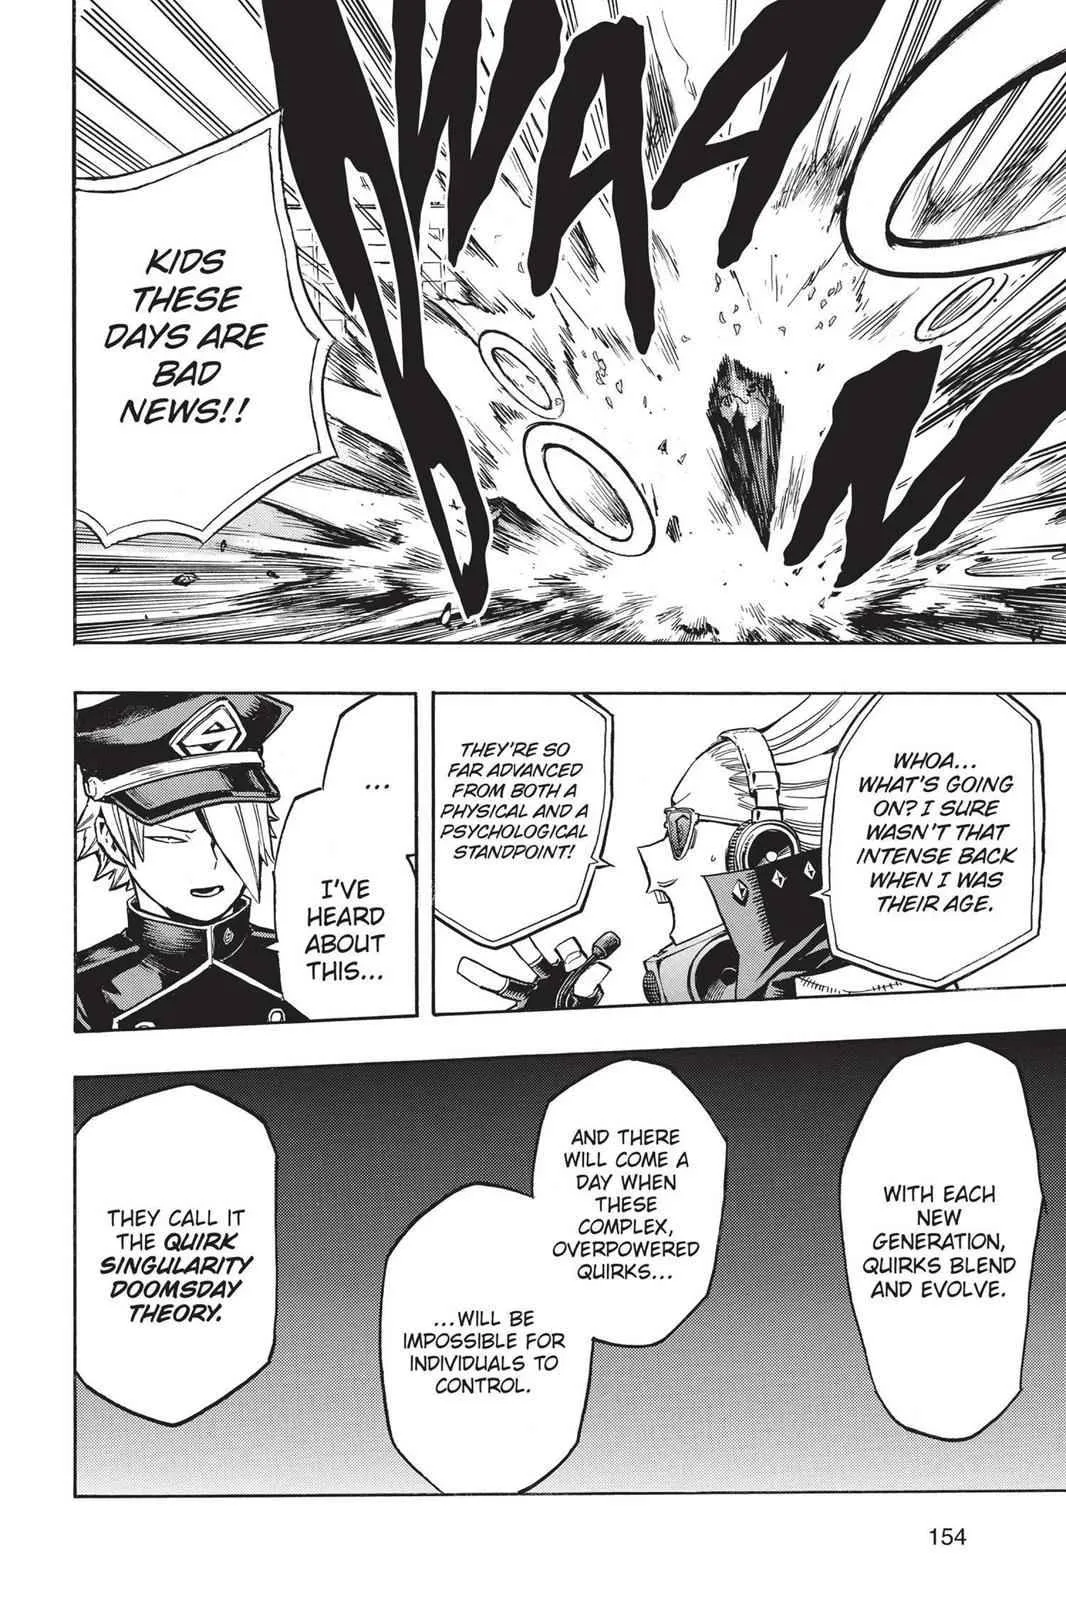 WAAAN
KIDS
THESE
DAYS ARE
BAD
NEWS!!
WHOA...
WHAT'S GOING
ON? I SURE
WASN'T THAT
INTENSE BACK
WHEN I WAS
THEIR AGE.
THEY'RE SO
FAR ADVANCED
FROM BOTH A
PHYSICAL AND A
PSYCHOLOGICAL
STANDPOINT!
...
I'VE
HEARD
ABOUT
THIS...
WITH EACH
NEW
GENERATION,
QUIRKS BLEND
AND EVOLVE.
AND THERE
WILL COME A
DAY WHEN
THESE
COMPLEX,
OVERPOWERED
QUIRKS...
...WILL BE
IMPOSSIBLE FOR
INDIVIDUALS TO
CONTROL.
THEY CALL IT
THE QUIRK
SINGULARITY
DOOMSDAY
THEORY.
154